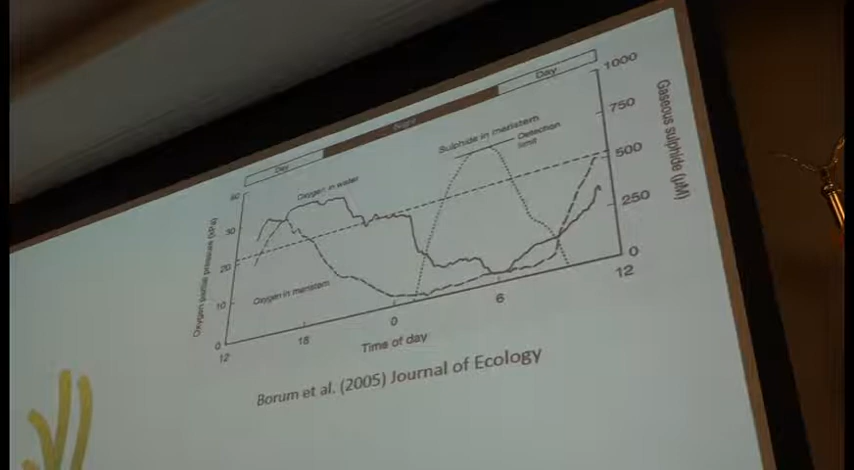 Day
Night
Day
Oxygen in water
Sulphide in meristem
Detection
limit
Oxygen in meristem
Oxygen partial pressure (kPa)
30
20
10
0
Gaseous sulphide (µM)
1000
750
500
250
0
12
18
0
6
12
Time of day
Borum et al. (2005) Journal of Ecology